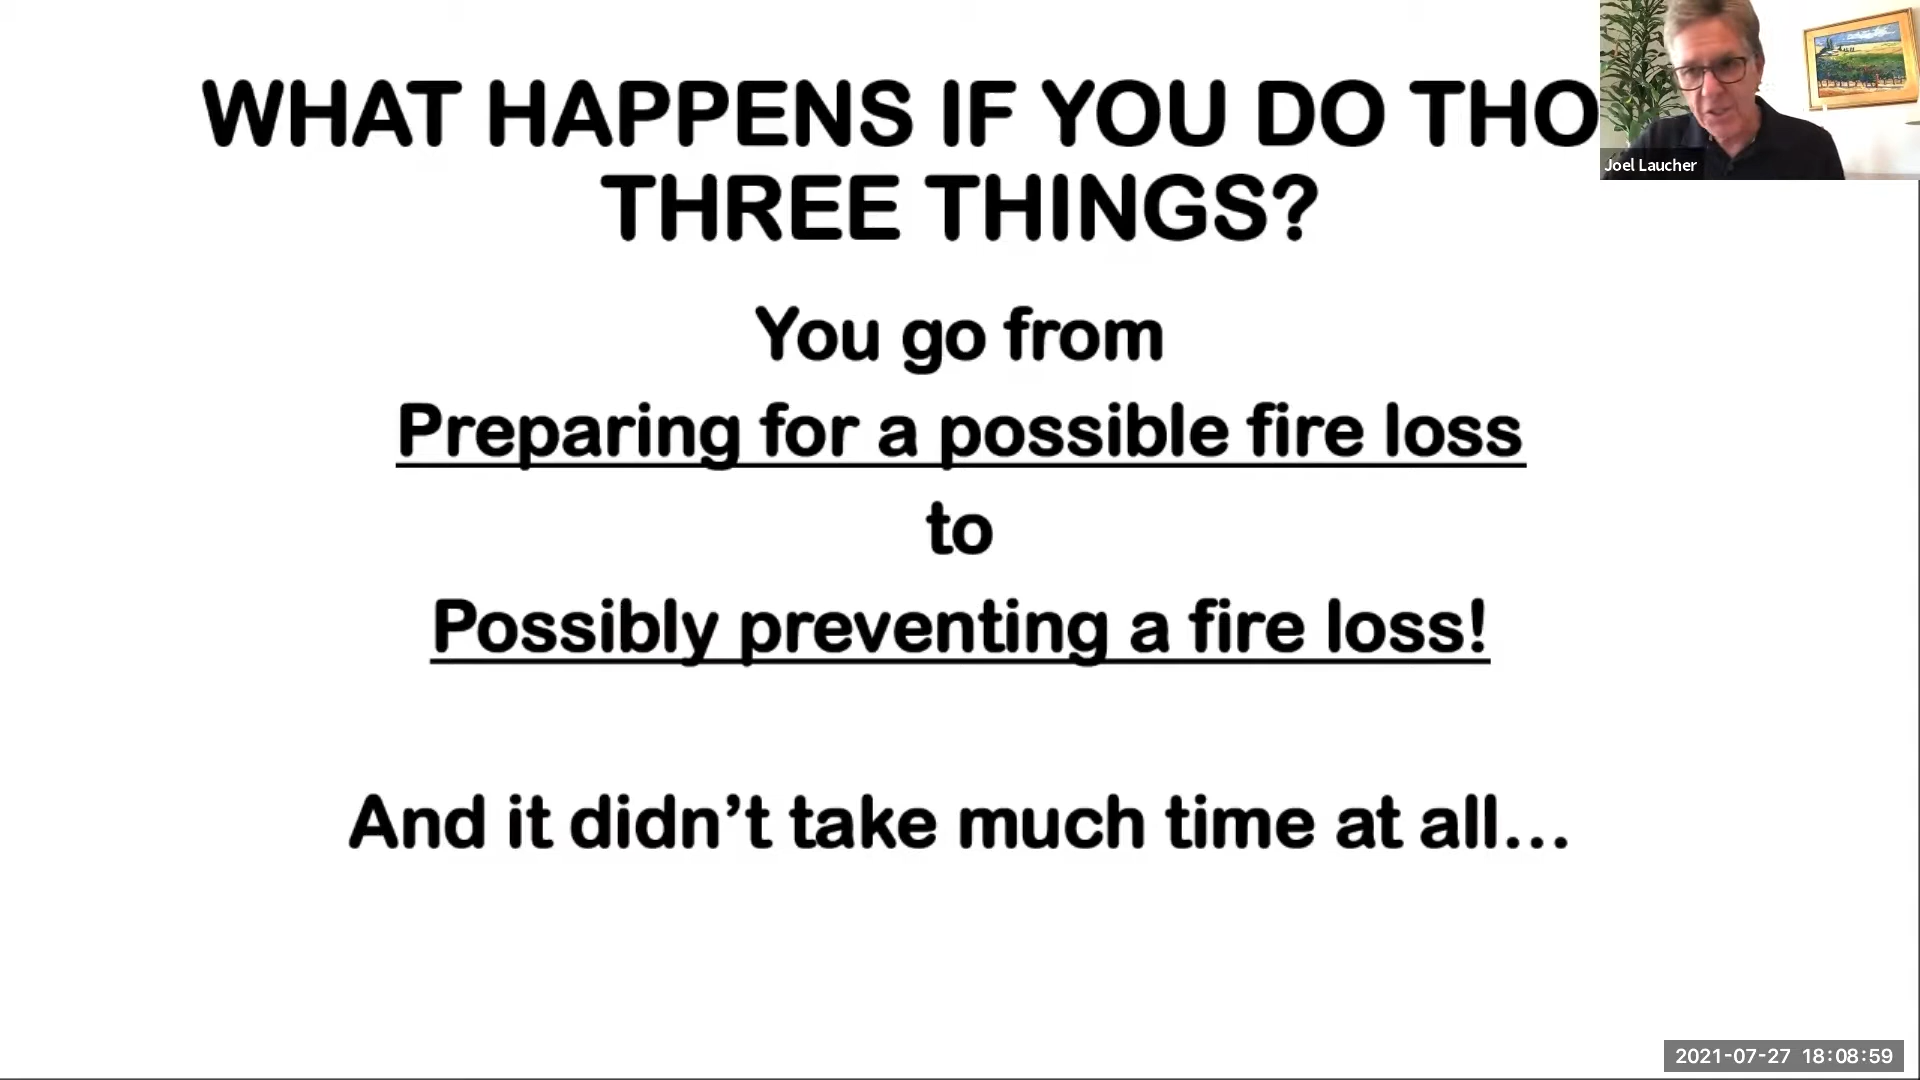 WHAT HAPPENS IF YOU DO THO
THREE THINGS?
You go from
Preparing for a possible fire loss
to
Possibly preventing a fire loss!
And it didn’t take much time at all...
Joel Laucher
2021-07-27 18:08:59